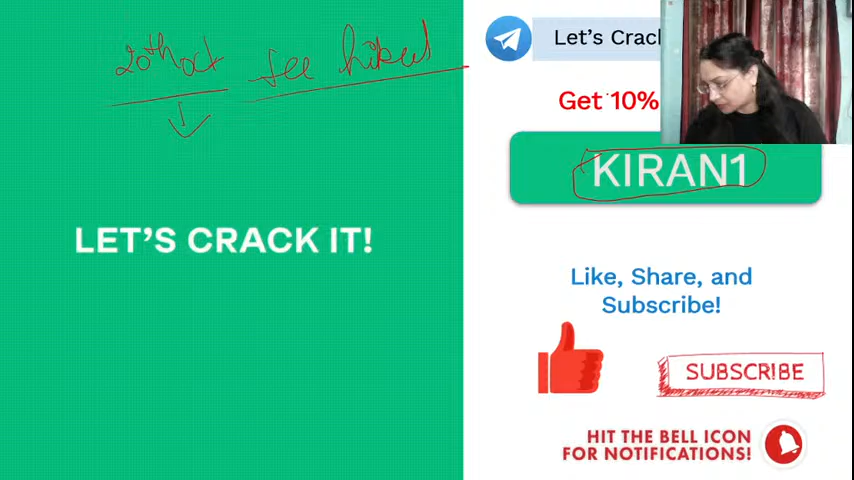 20th oct fee hiked
LET'S CRACK IT!
Let's Crac
Get 10%
KIRAN1
Like, Share, and
Subscribe!
SUBSCRIBE
HIT THE BELL ICON
FOR NOTIFICATIONS!